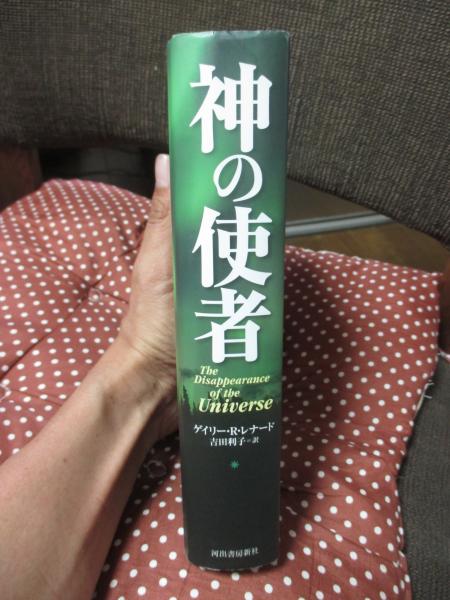 神の使者
The
Disappearance
of the
Universe
ゲイリー・R・レナード
吉田利子=訳
河出書房新社